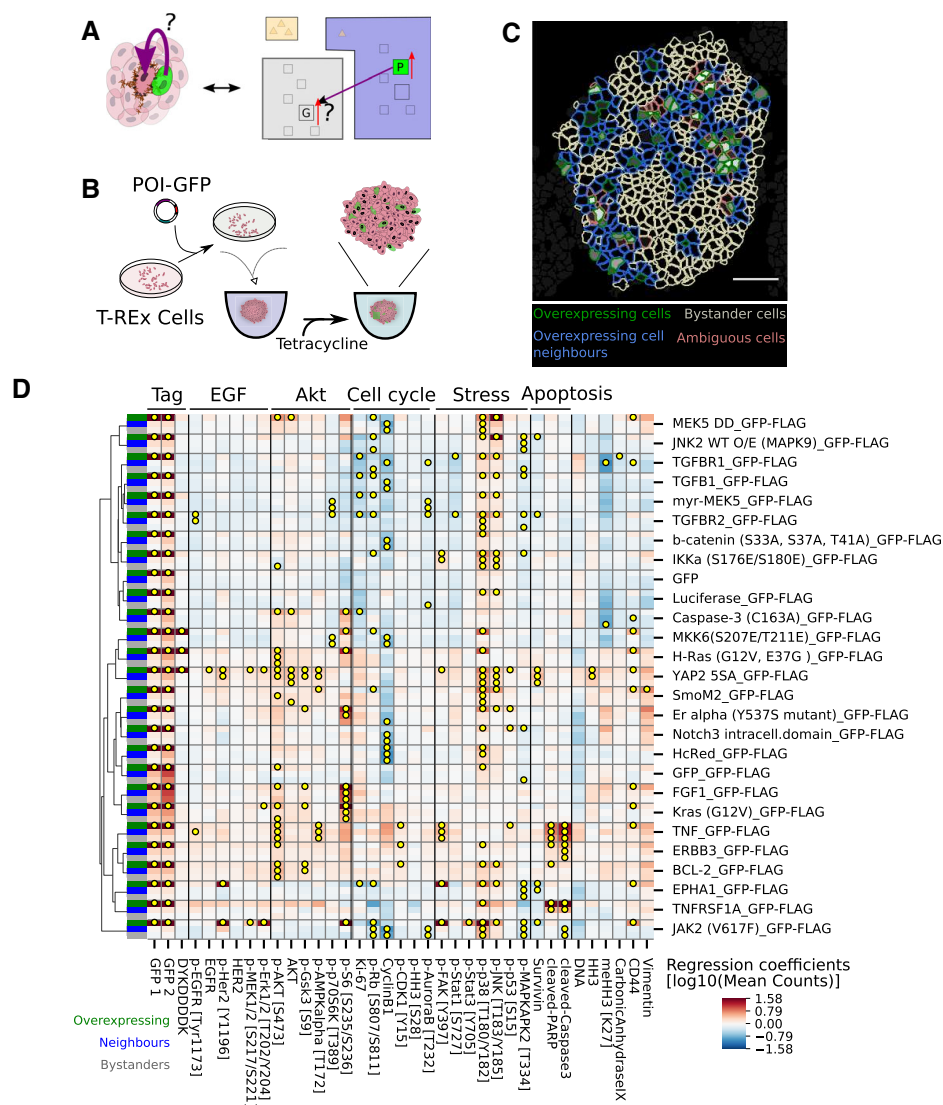 A
?
P
G
?
B
POI-GFP
T-REx Cells
Tetracycline
C
Overexpressing cells
Bystander cells
Overexpressing cell
neighbours
Ambiguous cells
D
Tag
EGF
Akt
Cell cycle
Stress
Apoptosis
MEK5 DD_GFP-FLAG
JNK2 WT O/E (MAPK9)_GFP-FLAG
TGFBR1_GFP-FLAG
TGFB1_GFP-FLAG
myr-MEK5_GFP-FLAG
TGFBR2_GFP-FLAG
b-catenin (S33A, S37A, T41A)_GFP-FLAG
IKKa (S176E/S180E)_GFP-FLAG
GFP
Luciferase_GFP-FLAG
Caspase-3 (C163A)_GFP-FLAG
MKK6(S207E/T211E)_GFP-FLAG
H-Ras (G12V, E37G )_GFP-FLAG
YAP2 5SA_GFP-FLAG
SmoM2_GFP-FLAG
Er alpha (Y537S mutant)_GFP-FLAG
Notch3 intracell.domain_GFP-FLAG
HcRed_GFP-FLAG
GFP_GFP-FLAG
FGF1_GFP-FLAG
Kras (G12V)_GFP-FLAG
TNF_GFP-FLAG
ERBB3_GFP-FLAG
BCL-2_GFP-FLAG
EPHA1_GFP-FLAG
TNFRSF1A_GFP-FLAG
JAK2 (V617F)_GFP-FLAG
GFP 1
GFP 2
DYKDDDDK
p-EGFR [Tyr1173]
EGFR
p-Her2 [Y1196]
HER2
p-MEK1/2 [S217/S221]
p-Erk1/2 [T202/Y204]
p-AKT [S473]
AKT
p-Gsk3 [S9]
p-AMPKalpha [T172]
p-p70S6K [T389]
p-S6 [S235/S236]
Ki-67
p-Rb [S807/S811]
CyclinB1
p-CDK1 [Y15]
p-HH3 [S28]
p-AuroraB [T232]
p-FAK [Y397]
p-Stat1 [S727]
p-Stat3 [Y705]
p-p38 [T180/Y182]
p-JNK [T183/Y185]
p-p53 [S15]
p-MAPKAPK2 [T334]
Survivin
cleaved-PARP
cleaved-Caspase3
DNA
HH3
meHH3 [K27]
CarbonicAnhydraseIX
CD44
Vimentin
Overexpressing
Neighbours
Bystanders
Regression coefficients
[log10(Mean Counts)]
1.58
0.79
0.00
−0.79
−1.58